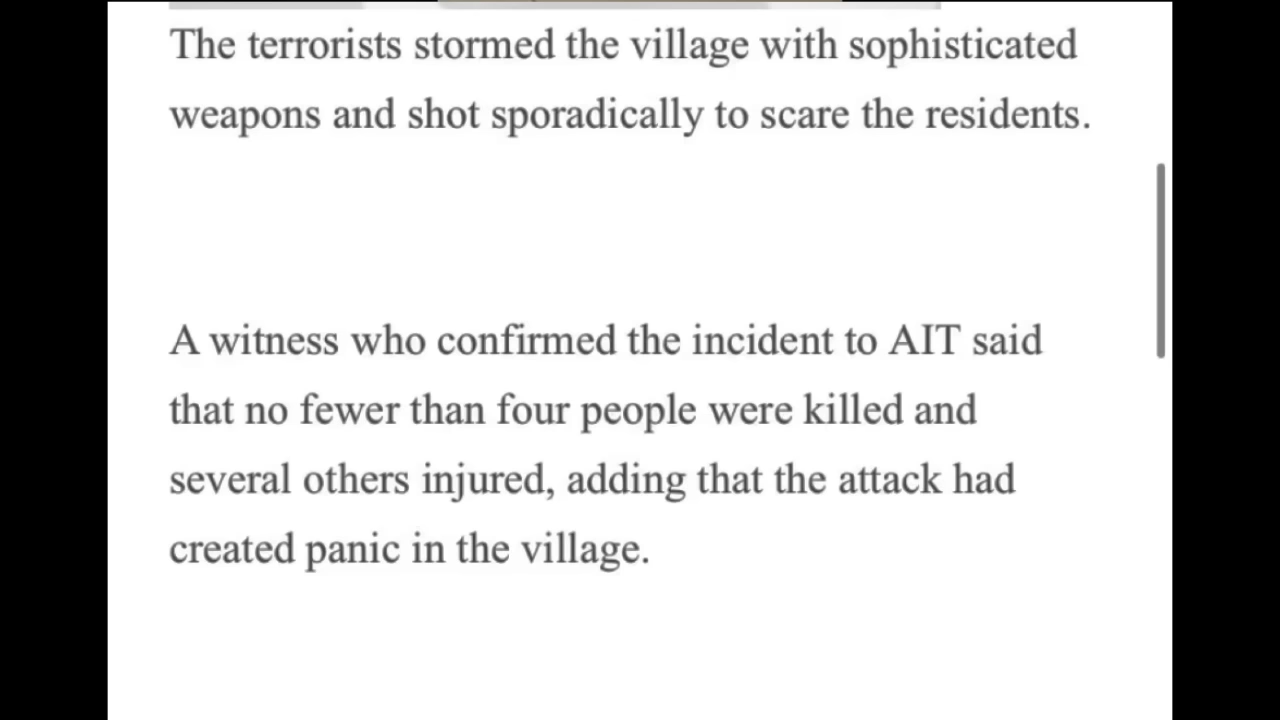 The terrorists stormed the village with sophisticated
weapons and shot sporadically to scare the residents.
A witness who confirmed the incident to AIT said
that no fewer than four people were killed and
several others injured, adding that the attack had
created panic in the village.